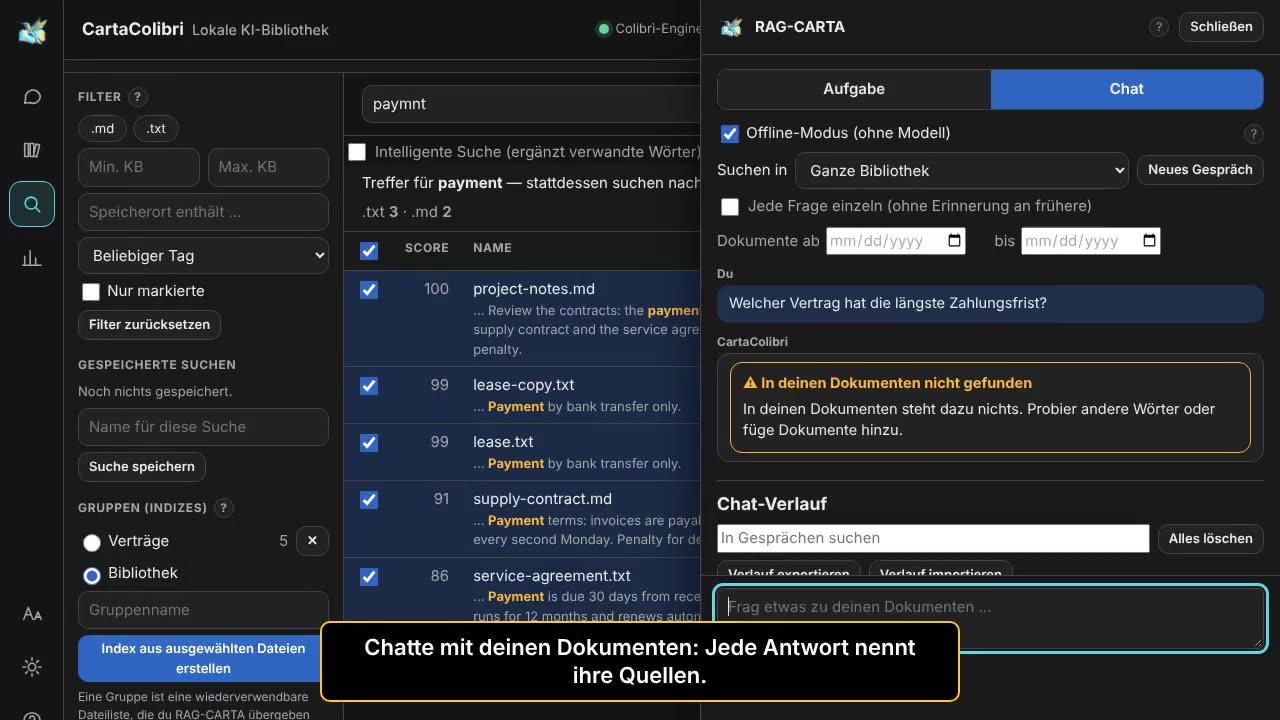 CartaColibri Lokale KI-Bibliothek
Colibri-Engine
FILTER ?
.md .txt
Min. KB Max. KB
Speicherort enthält ...
Beliebiger Tag
Nur markierte
Filter zurücksetzen
GESPEICHERTE SUCHEN
Noch nichts gespeichert.
Name für diese Suche
Suche speichern
GRUPPEN (INDIZES) ?
Verträge 5 ✕
Bibliothek
Gruppenname
Index aus ausgewählten Dateien
erstellen
Eine Gruppe ist eine wiederverwendbare
Dateiliste, die du RAG-CARTA übergeben
paymnt
Intelligente Suche (ergänzt verwandte Wörter)
Treffer für payment — stattdessen suchen nach
.txt 3 · .md 2
SCORE NAME
100 project-notes.md
... Review the contracts: the paymen
supply contract and the service agre
penalty.
99 lease-copy.txt
... Payment by bank transfer only.
99 lease.txt
... Payment by bank transfer only.
91 supply-contract.md
... Payment terms: invoices are paya
every second Monday. Penalty for de
86 service-agreement.txt
... Payment is due 30 days from rece
runs for 12 months and renews auton
RAG-CARTA ? Schließen
Aufgabe Chat
Offline-Modus (ohne Modell) ?
Suchen in Ganze Bibliothek Neues Gespräch
Jede Frage einzeln (ohne Erinnerung an frühere)
Dokumente ab mm/dd/yyyy bis mm/dd/yyyy
Du
Welcher Vertrag hat die längste Zahlungsfrist?
CartaColibri
⚠ In deinen Dokumenten nicht gefunden
In deinen Dokumenten steht dazu nichts. Probier andere Wörter oder
füge Dokumente hinzu.
Chat-Verlauf
In Gesprächen suchen Alles löschen
Verlauf exportieren Verlauf importieren
Frag etwas zu deinen Dokumenten ...
Chatte mit deinen Dokumenten: Jede Antwort nennt
ihre Quellen.
AA